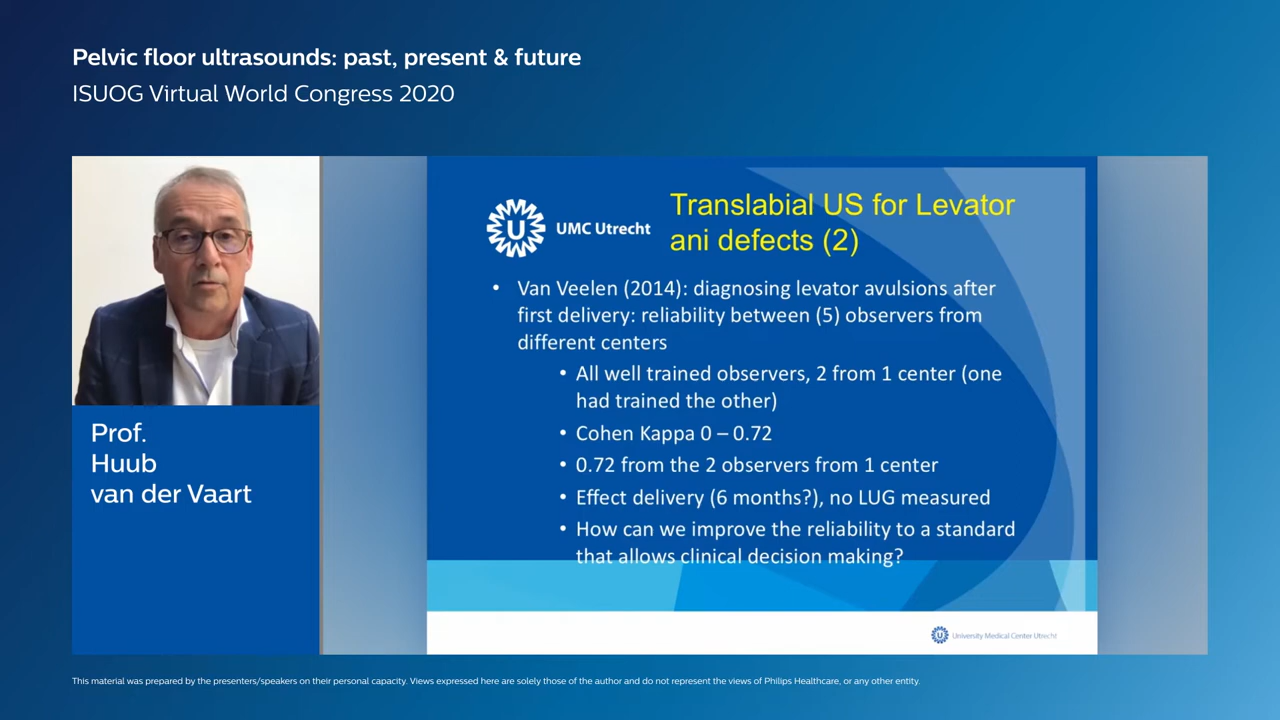 Pelvic floor ultrasounds: past, present & future
ISUOG Virtual World Congress 2020
Prof.
Huub
van der Vaart
UMC Utrecht
Translabial US for Levator
ani defects (2)
• Van Veelen (2014): diagnosing levator avulsions after
first delivery: reliability between (5) observers from
different centers
• All well trained observers, 2 from 1 center (one
had trained the other)
• Cohen Kappa 0 – 0.72
• 0.72 from the 2 observers from 1 center
• Effect delivery (6 months?), no LUG measured
• How can we improve the reliability to a standard
that allows clinical decision making?
University Medical Center Utrecht
This material was prepared by the presenters/speakers on their personal capacity. Views expressed here are solely those of the author and do not represent the views of Philips Healthcare, or any other entity.